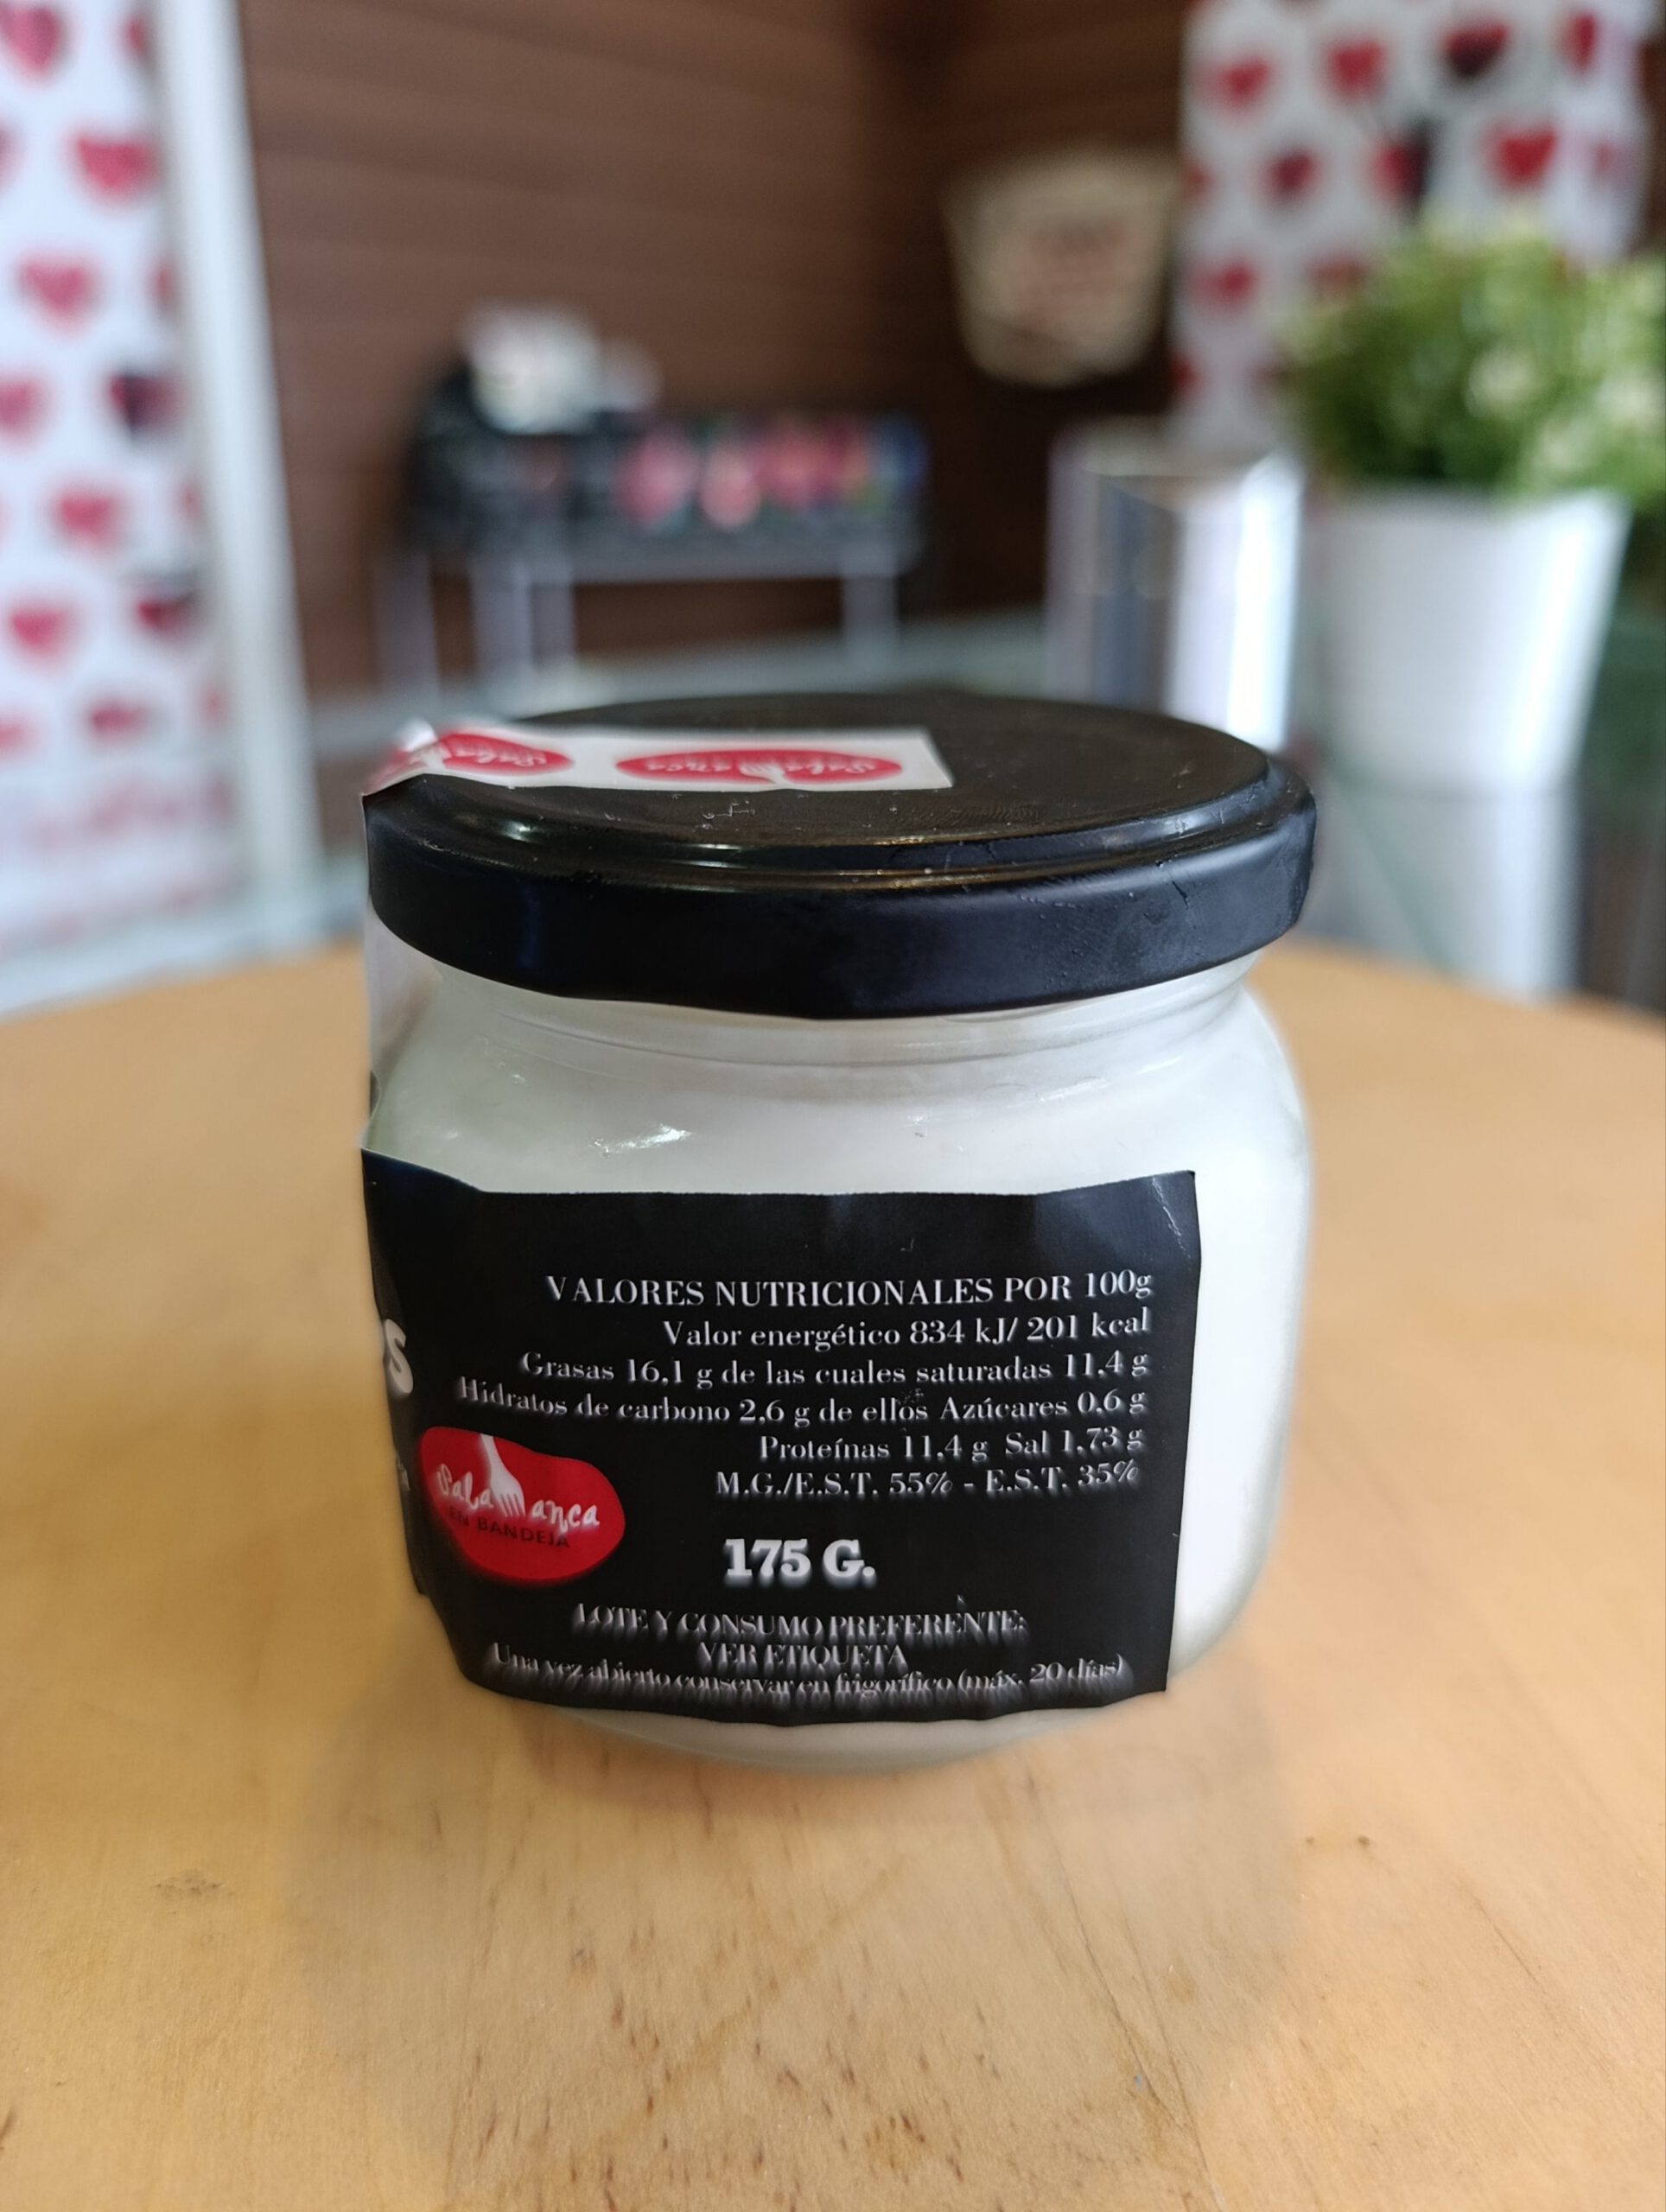 Salamanca
VALORES NUTRICIONALES POR 100g
Valor energético 834 kJ/ 201 kcal
Grasas 16,1 g de las cuales saturadas 11,4 g
Hidratos de carbono 2,6 g de ellos Azúcares 0,6 g
Proteínas 11,4 g Sal 1,73 g
M.G./E.S.T. 55% - E.S.T. 35%
Salamanca
EN BANDEJA
175 G.
LOTE Y CONSUMO PREFERENTE:
VER ETIQUETA
Una vez abierto conservar en frigorífico (máx. 20 días)